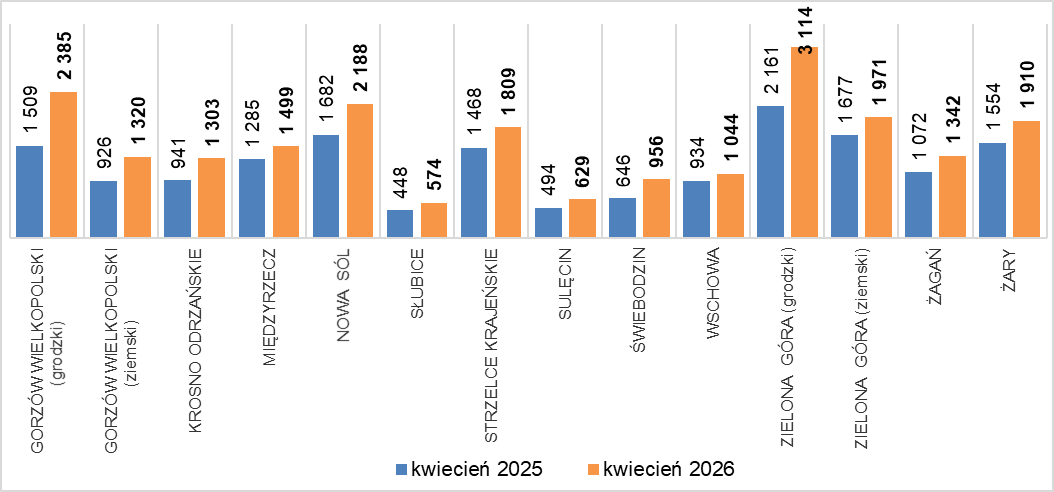 1 509
2 385
926
1 320
941
1 303
1 285
1 499
1 682
2 188
448
574
1 468
1 809
494
629
646
956
934
1 044
2 161
3 114
1 677
1 971
1 072
1 342
1 554
1 910
GORZÓW WIELKOPOLSKI
(grodzki)
GORZÓW WIELKOPOLSKI
(ziemski)
KROSNO ODRZAŃSKIE
MIĘDZYRZECZ
NOWA SÓL
SŁUBICE
STRZELCE KRAJEŃSKIE
SULĘCIN
ŚWIEBODZIN
WSCHOWA
ZIELONA GÓRA (grodzki)
ZIELONA GÓRA (ziemski)
ŻAGAŃ
ŻARY
kwiecień 2025
kwiecień 2026